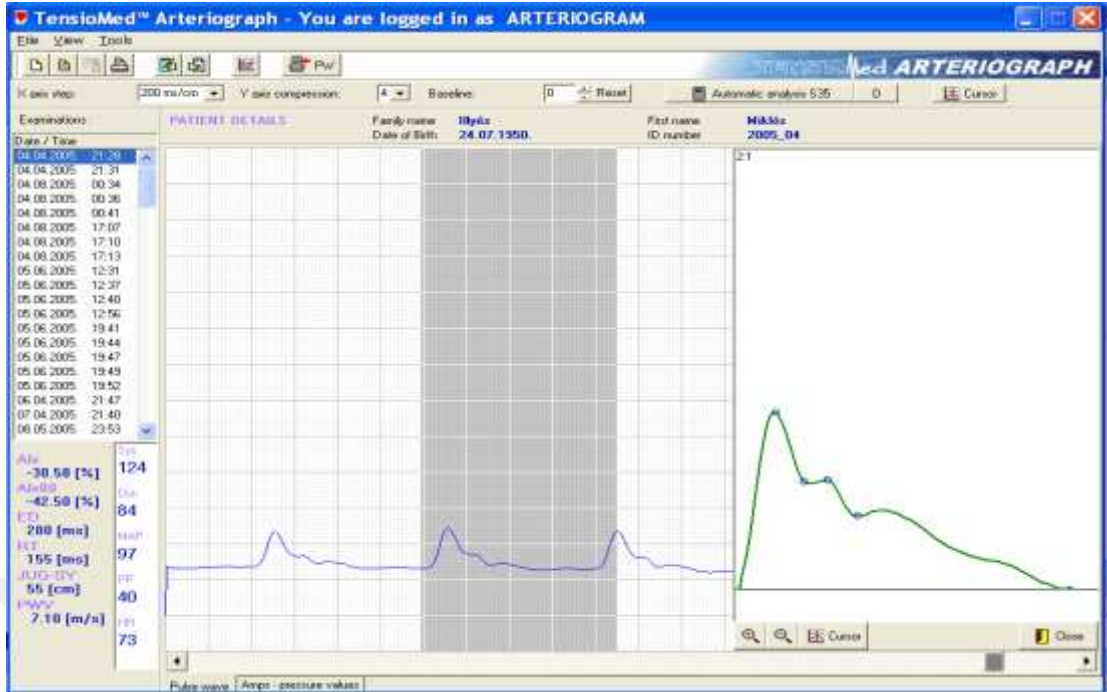 TensioMed™ Arteriograph - You are logged in as ARTERIOGRAM
File View Tools
Pw
ARTERIOGRAPH
X axis step: 200 ms/cm Y axis compression: 4 Baseline: 0 Reset Automatic analysis S35 0 Cursor
Examinations: PATIENT DETAILS Family name Illyés First name Miklós
Date of Birth 24.07.1950. ID number 2005_04
Date / Time
04.04.2005. 21:28
04.04.2005. 21:31
04.08.2005. 00:34
04.08.2005. 00:36
04.08.2005. 00:41
04.08.2005. 17:07
04.08.2005. 17:10
04.08.2005. 17:13
05.06.2005. 12:31
05.06.2005. 12:37
05.06.2005. 12:40
05.06.2005. 12:56
05.06.2005. 19:41
05.06.2005. 19:44
05.06.2005. 19:47
05.06.2005. 19:49
05.06.2005. 19:52
06.04.2005. 21:47
07.04.2005. 21:48
08.05.2005. 23:53
21
AIx
-38.50 [%]
AIx80
-42.50 [%]
ED
280 [ms]
RT
155 [ms]
JUG-SY
55 [cm]
PWV
7.10 [m/s]
Sys
124
Dia
84
MAP
97
PP
40
HR
73
Cursor Close
Pulse wave Amps - pressure values